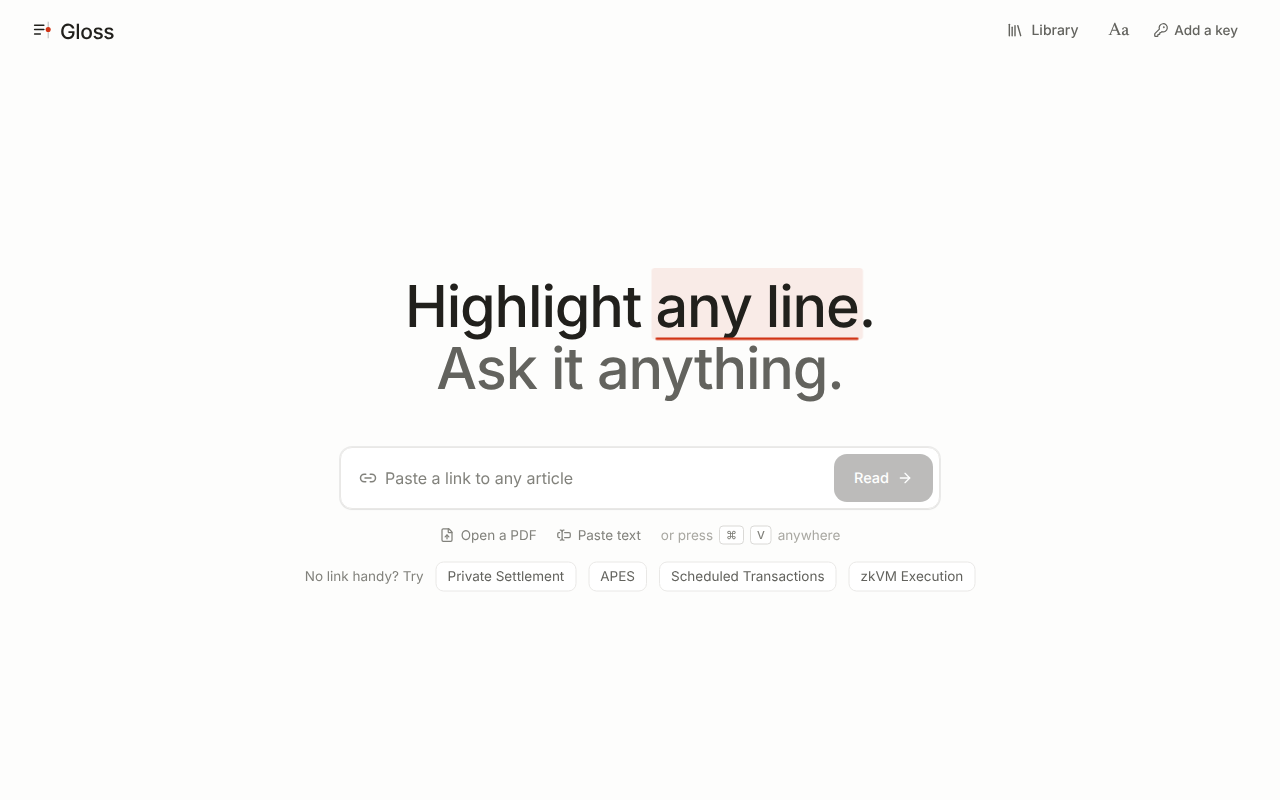 Gloss
Library
Aa
Add a key
Highlight any line.
Ask it anything.
Paste a link to any article
Read →
Open a PDF
Paste text
or press ⌘ V anywhere
No link handy? Try
Private Settlement
APES
Scheduled Transactions
zkVM Execution